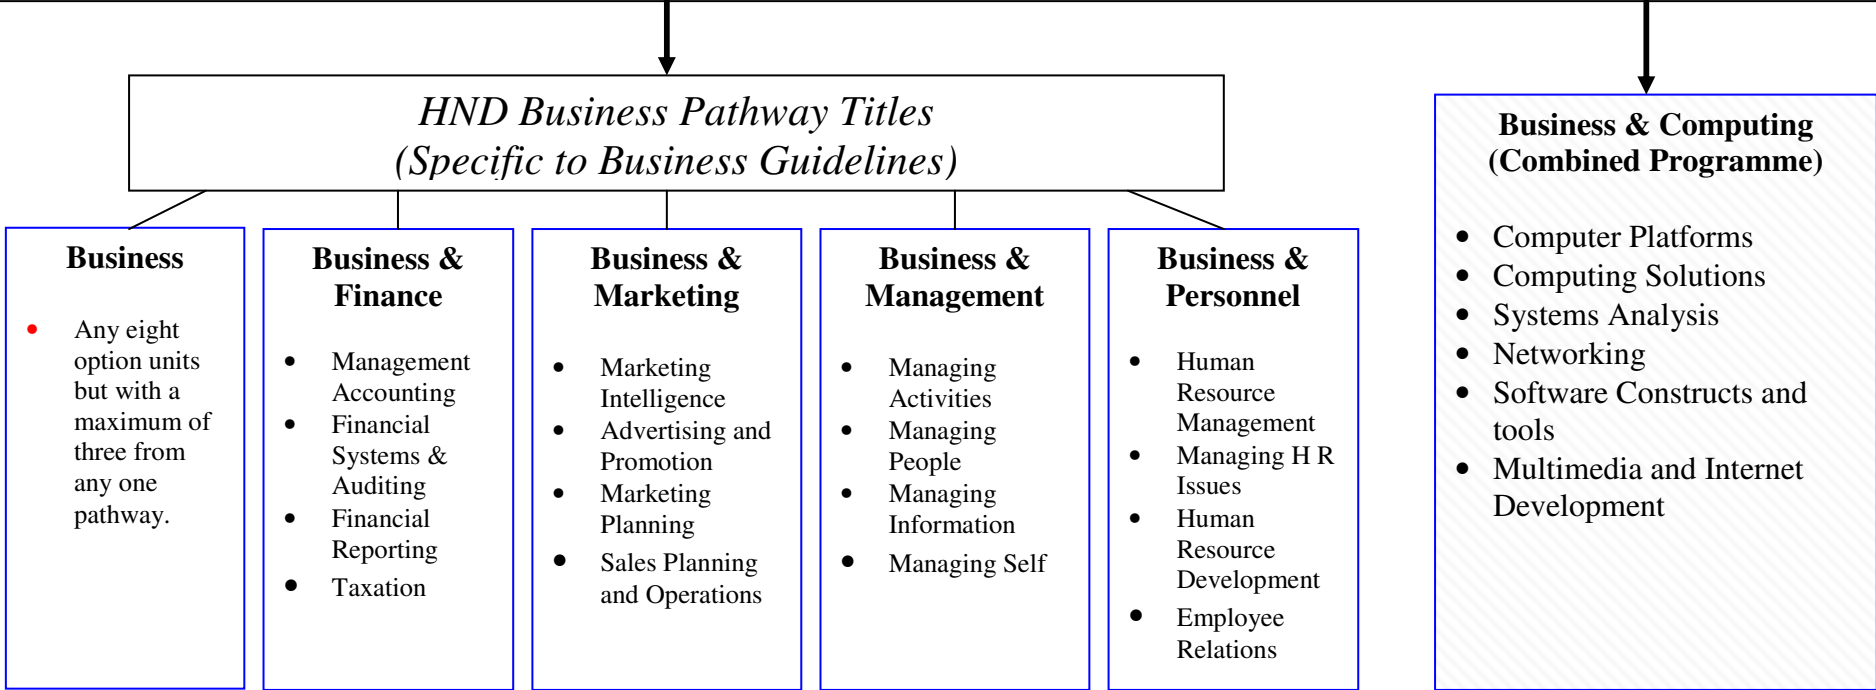 HND Business Pathway Titles
(Specific to Business Guidelines)
Business
• Any eight
option units
but with a
maximum of
three from
any one
pathway.
Business &
Finance
• Management
Accounting
• Financial
Systems &
Auditing
• Financial
Reporting
• Taxation
Business &
Marketing
• Marketing
Intelligence
• Advertising and
Promotion
• Marketing
Planning
• Sales Planning
and Operations
Business &
Management
• Managing
Activities
• Managing
People
• Managing
Information
• Managing Self
Business &
Personnel
• Human
Resource
Management
• Managing H R
Issues
• Human
Resource
Development
• Employee
Relations
Business & Computing
(Combined Programme)
• Computer Platforms
• Computing Solutions
• Systems Analysis
• Networking
• Software Constructs and
tools
• Multimedia and Internet
Development